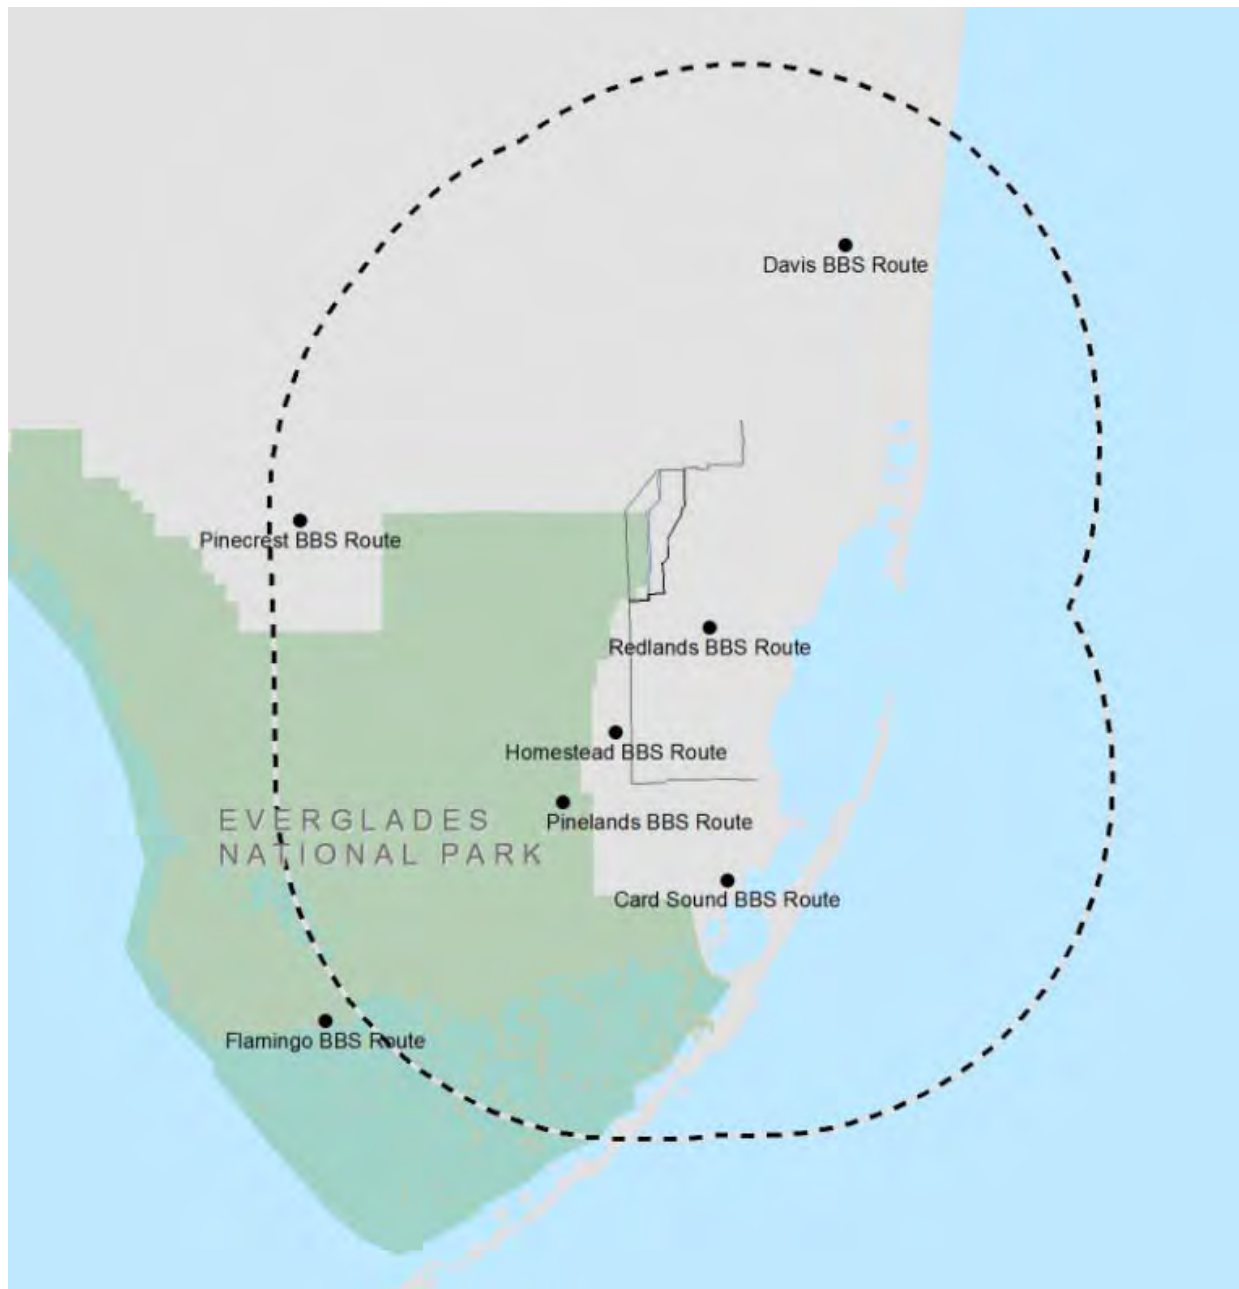 Davis BBS Route
Pinecrest BBS Route
Redlands BBS Route
Homestead BBS Route
EVERGLADES
NATIONAL PARK
Pinelands BBS Route
Card Sound BBS Route
Flamingo BBS Route